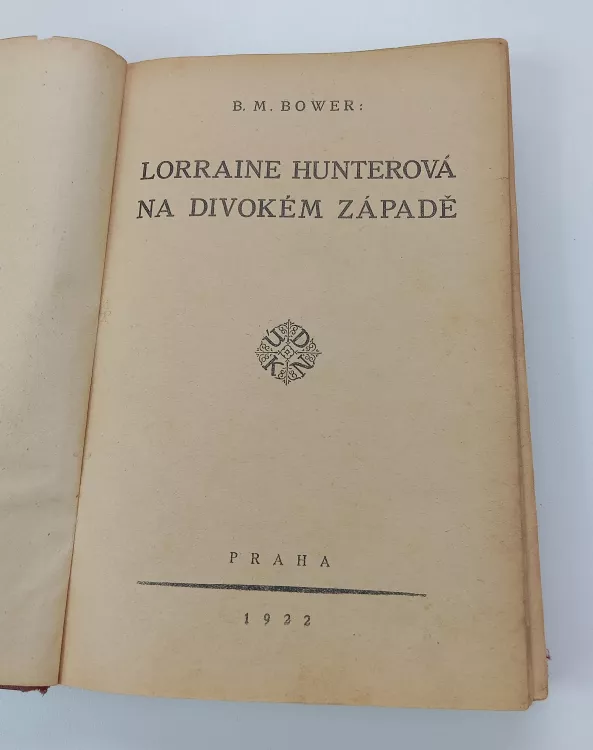 B. M. BOWER:
LORRAINE HUNTEROVÁ
NA DIVOKÉM ZÁPADĚ
Ú D
K N
PRAHA
1922